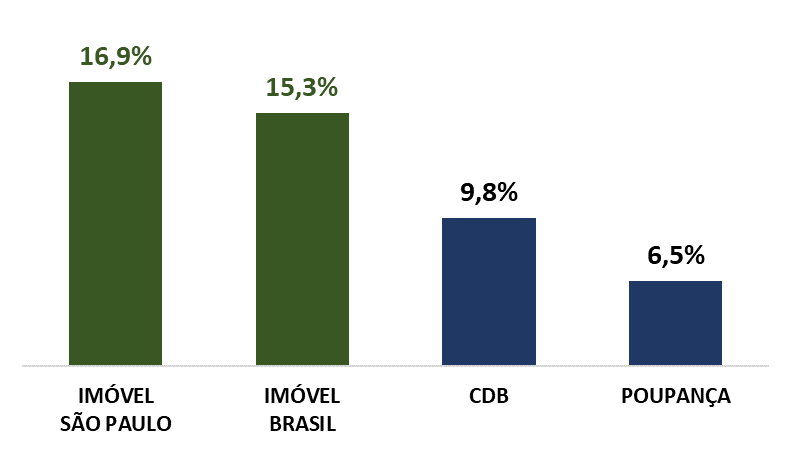 16,9%
15,3%
9,8%
6,5%
IMÓVEL
SÃO PAULO
IMÓVEL
BRASIL
CDB
POUPANÇA